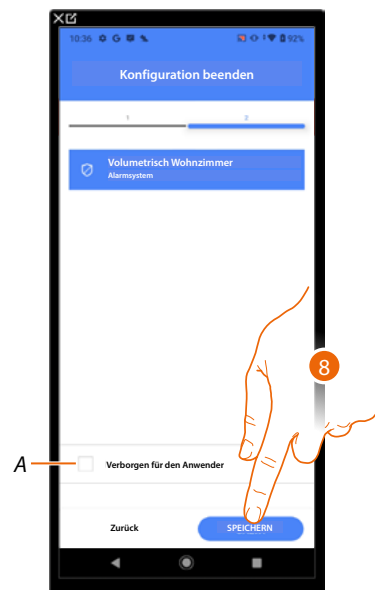 10:36 92%
Konfiguration beenden
1 2
Volumetrisch Wohnzimmer
Alarmsystem
8
A
Verborgen für den Anwender
Zurück SPEICHERN